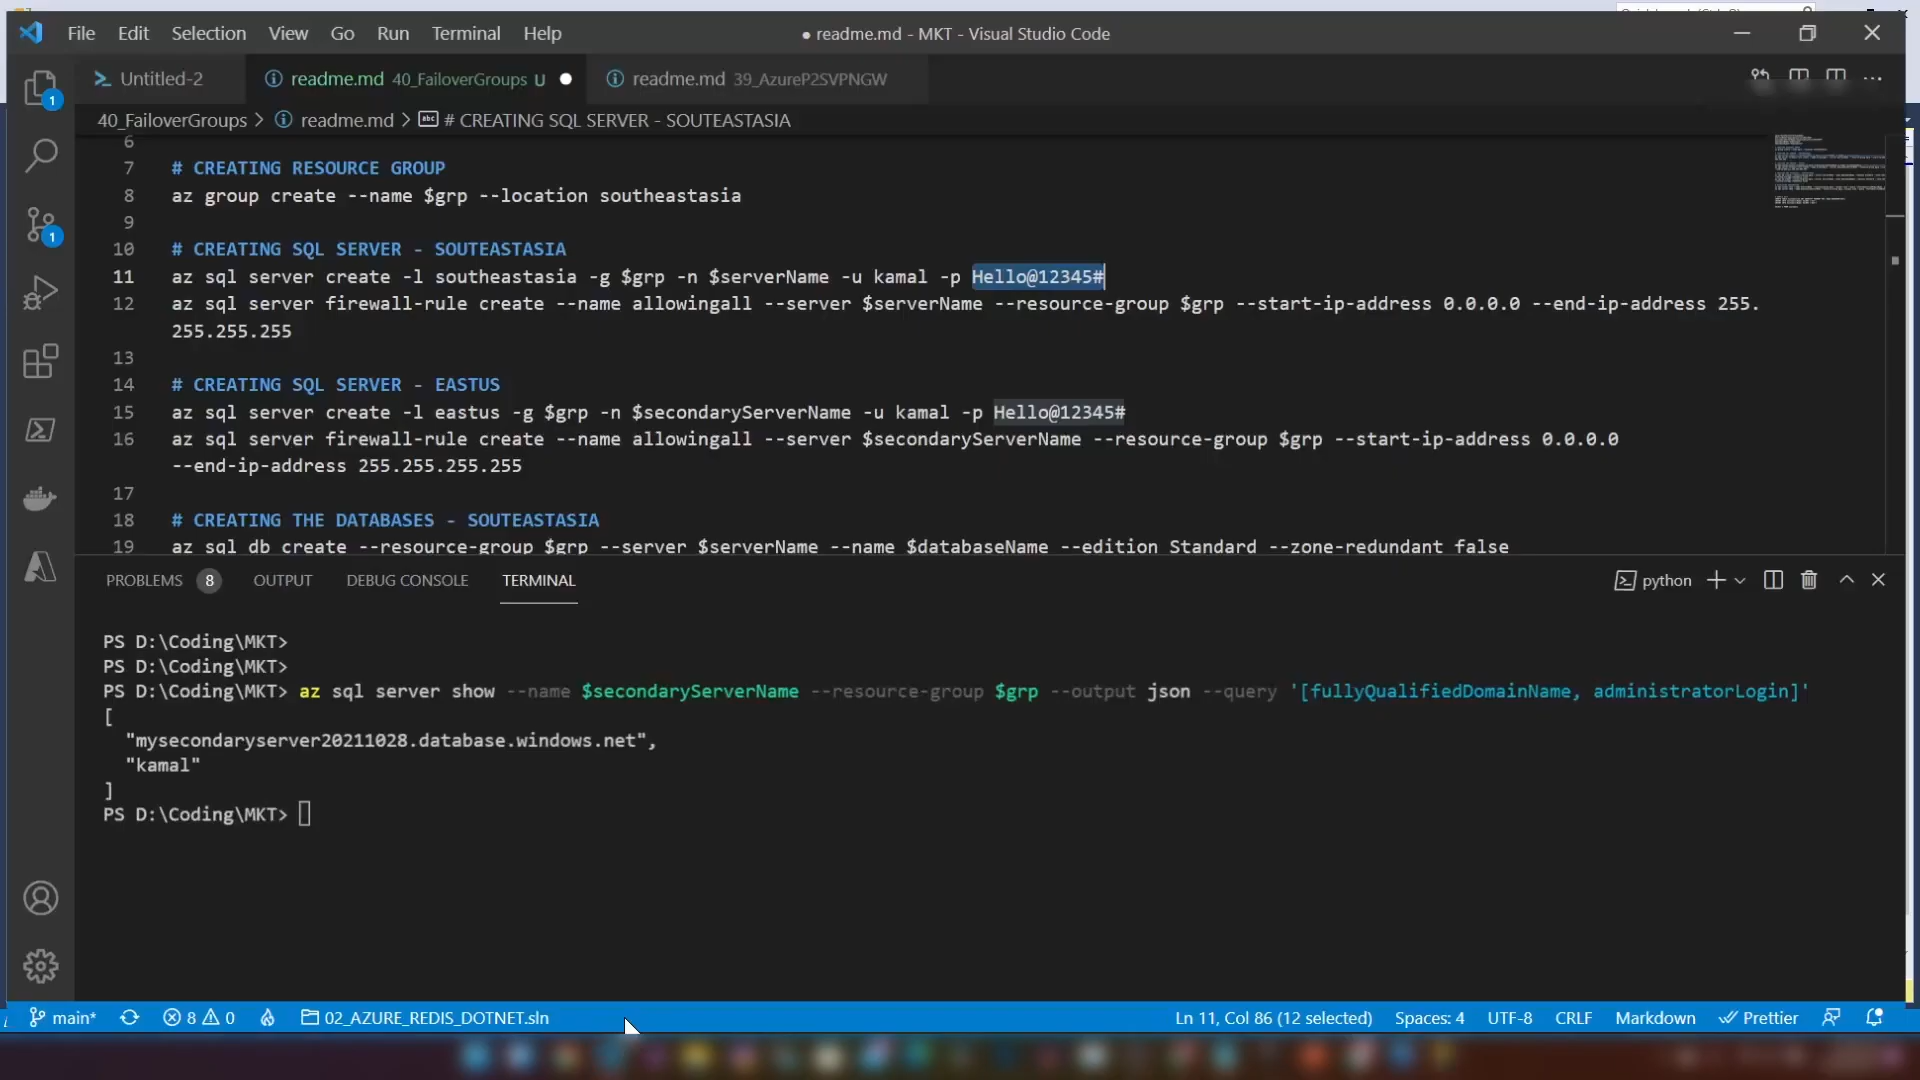 File Edit Selection View Go Run Terminal Help
● readme.md - MKT - Visual Studio Code
Untitled-2
readme.md 40_FailoverGroups U
readme.md 39_AzureP2SVPNGW
40_FailoverGroups > readme.md > # CREATING SQL SERVER - SOUTEASTASIA
6
7 # CREATING RESOURCE GROUP
8 az group create --name $grp --location southeastasia
9
10 # CREATING SQL SERVER - SOUTEASTASIA
11 az sql server create -l southeastasia -g $grp -n $serverName -u kamal -p Hello@12345#
12 az sql server firewall-rule create --name allowingall --server $serverName --resource-group $grp --start-ip-address 0.0.0.0 --end-ip-address 255.
255.255.255
13
14 # CREATING SQL SERVER - EASTUS
15 az sql server create -l eastus -g $grp -n $secondaryServerName -u kamal -p Hello@12345#
16 az sql server firewall-rule create --name allowingall --server $secondaryServerName --resource-group $grp --start-ip-address 0.0.0.0
--end-ip-address 255.255.255.255
17
18 # CREATING THE DATABASES - SOUTEASTASIA
19 az sql db create --resource-group $grp --server $serverName --name $databaseName --edition Standard --zone-redundant false
PROBLEMS 8 OUTPUT DEBUG CONSOLE TERMINAL
python
PS D:\Coding\MKT>
PS D:\Coding\MKT>
PS D:\Coding\MKT> az sql server show --name $secondaryServerName --resource-group $grp --output json --query '[fullyQualifiedDomainName, administratorLogin]'
[
"mysecondaryserver20211028.database.windows.net",
"kamal"
]
PS D:\Coding\MKT>
main* 8 0 02_AZURE_REDIS_DOTNET.sln
Ln 11, Col 86 (12 selected) Spaces: 4 UTF-8 CRLF Markdown Prettier